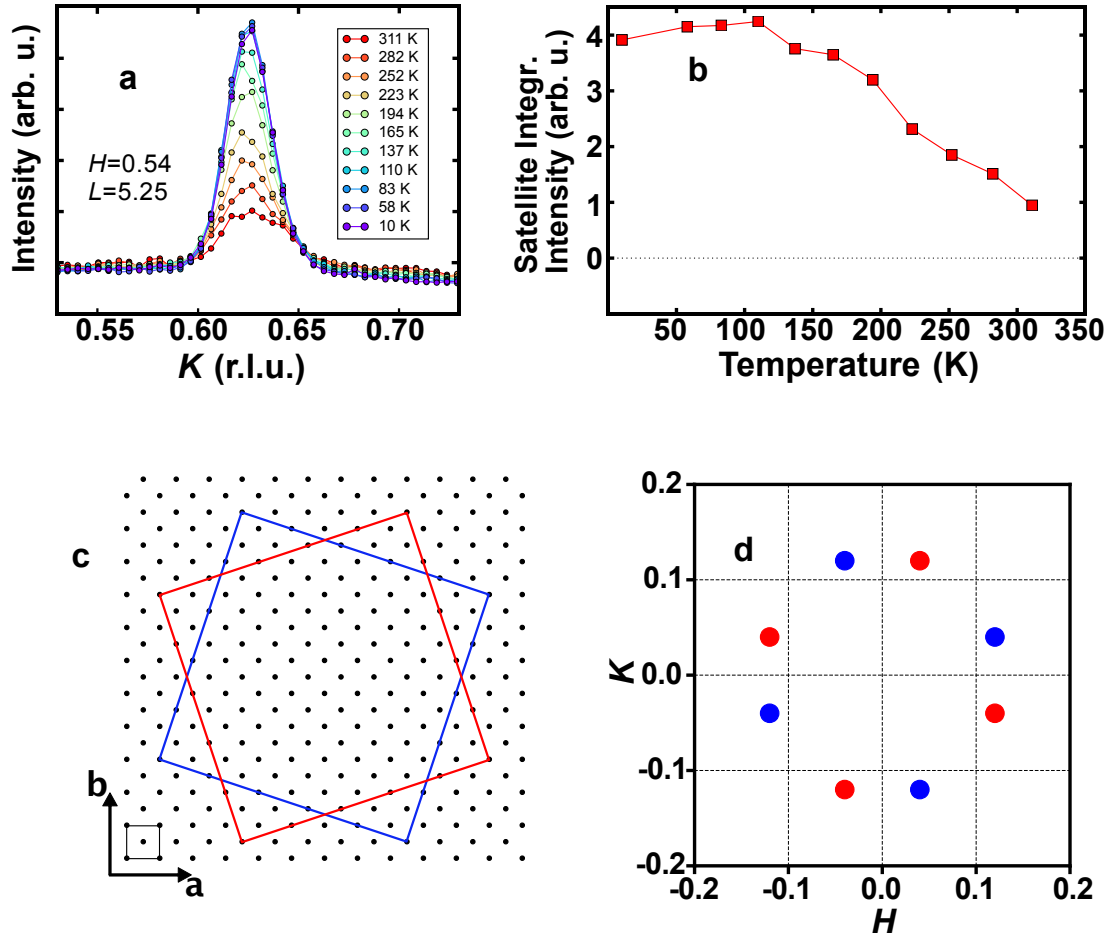 a
Intensity (arb. u.)
H=0.54
L=5.25
311 K
282 K
252 K
223 K
194 K
165 K
137 K
110 K
83 K
58 K
10 K
0.55 0.60 0.65 0.70
K (r.l.u.)
b
Satellite Integr.
Intensity (arb. u.)
4
3
2
1
0
50 100 150 200 250 300 350
Temperature (K)
c
b
a
d
K
0.2
0.1
0.0
-0.1
-0.2
-0.2 -0.1 0.0 0.1 0.2
H